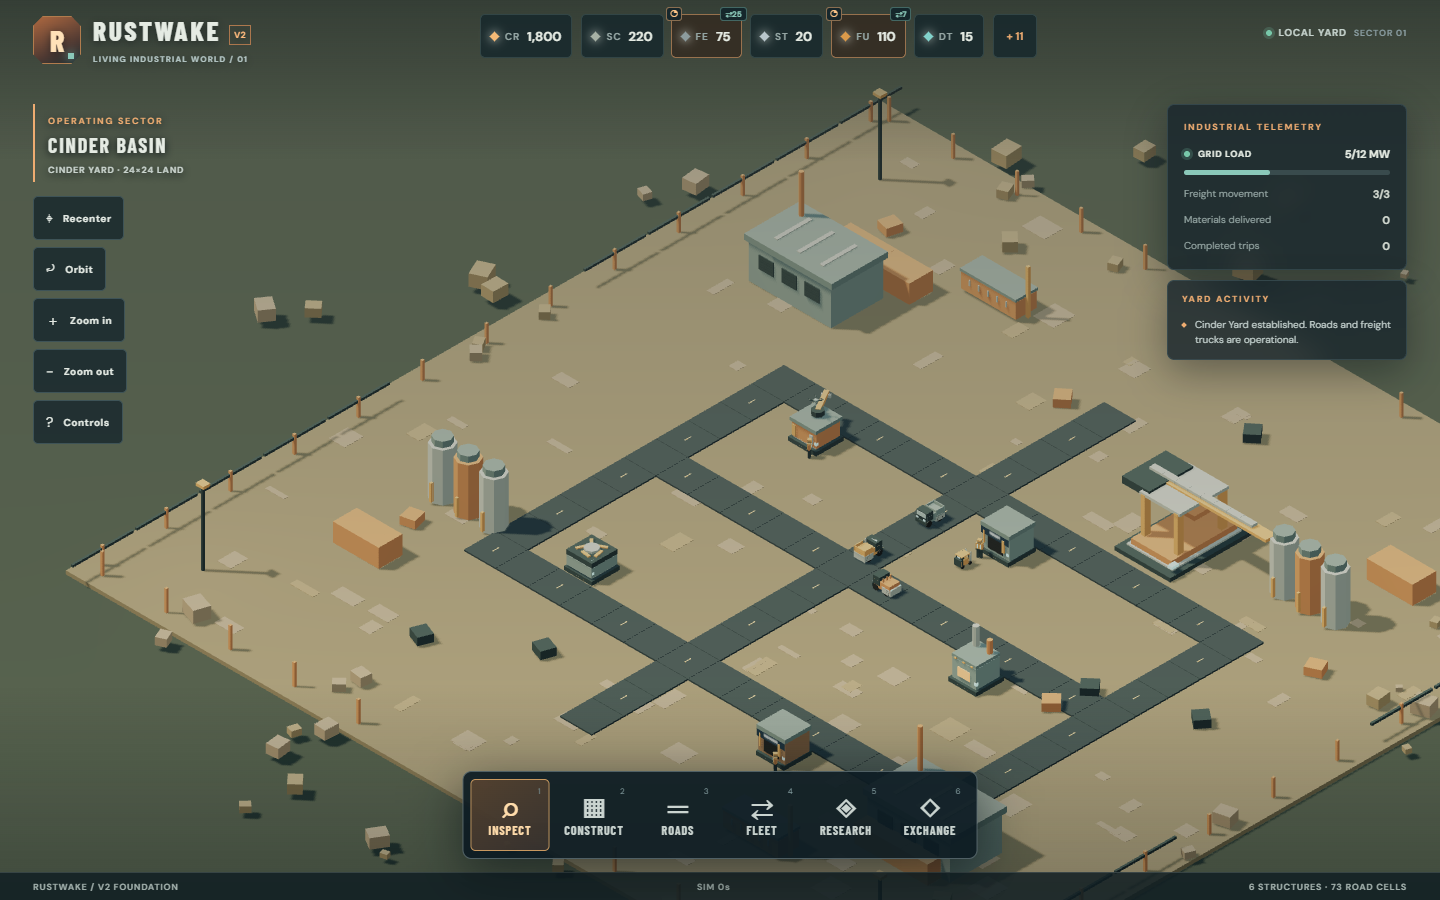 R RUSTWAKE V2
LIVING INDUSTRIAL WORLD / 01
CR 1,800
SC 220
FE 75
⇄25
ST 20
FU 110
⇄7
DT 15
+ 11
LOCAL YARD SECTOR 01
OPERATING SECTOR
CINDER BASIN
CINDER YARD · 24×24 LAND
Recenter
Orbit
+ Zoom in
− Zoom out
? Controls
INDUSTRIAL TELEMETRY
GRID LOAD 5/12 MW
Freight movement 3/3
Materials delivered 0
Completed trips 0
YARD ACTIVITY
Cinder Yard established. Roads and freight
trucks are operational.
1 INSPECT
2 CONSTRUCT
3 ROADS
4 FLEET
5 RESEARCH
6 EXCHANGE
RUSTWAKE / V2 FOUNDATION
SIM 0s
6 STRUCTURES · 73 ROAD CELLS